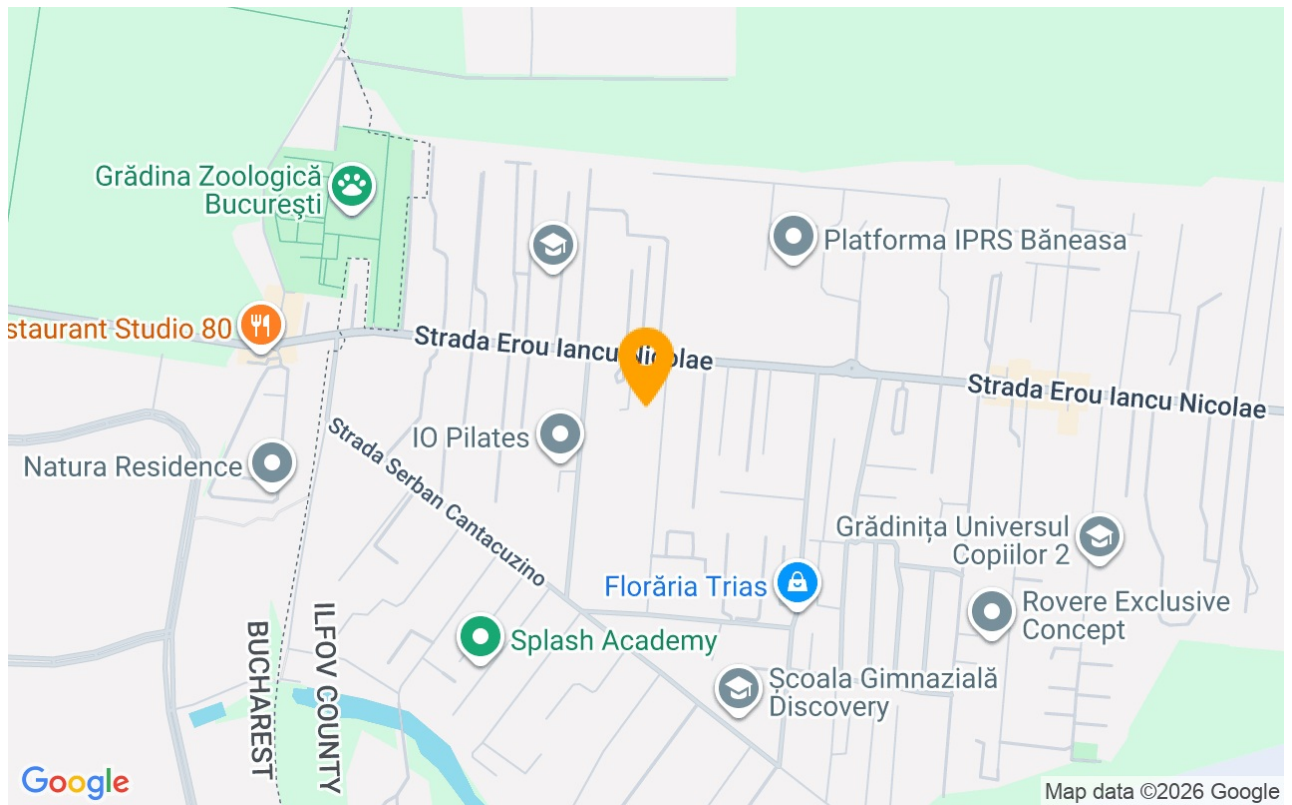 Grădina Zoologică
București
Platforma IPRS Băneasa
staurant Studio 80
Strada Erou Iancu Nicolae
Strada Erou Iancu Nicolae
IO Pilates
Natura Residence
Strada Serban Cantacuzino
Grădinița Universul
Copiilor 2
Florăria Trias
Rovere Exclusive
Concept
Splash Academy
Școala Gimnazială
Discovery
BUCHAREST
ILFOV COUNTY
Google
Map data ©2026 Google